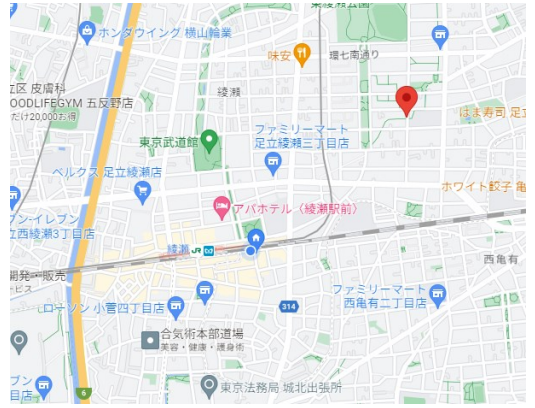 東綾瀬公園
ホンダウイング 横山輪業
味安
環七南通り
立区 皮膚科
OODLIFEGYM 五反野店
だけ20,000お得
綾瀬
はま寿司 足立
東京武道館
ファミリーマート
足立綾瀬三丁目店
ベルクス 足立綾瀬店
ホワイト餃子 亀
アパホテル〈綾瀬駅前〉
ブン-イレブン
立西綾瀬3丁目店
綾瀬 JR
西亀有
開発・販売
ービス
ローソン 小菅四丁目店
314
ファミリーマート
西亀有二丁目店
合気術本部道場
美容・健康・護身術
ブン
目店
6
東京法務局 城北出張所